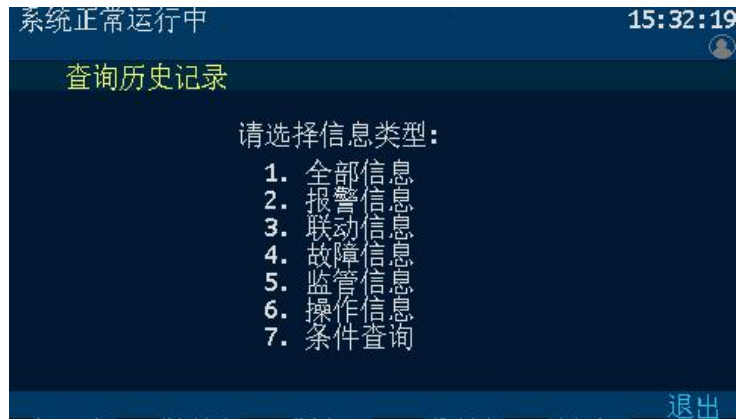 系统正常运行中
15:32:19
查询历史记录
请选择信息类型:
1. 全部信息
2. 报警信息
3. 联动信息
4. 故障信息
5. 监管信息
6. 操作信息
7. 条件查询
退出